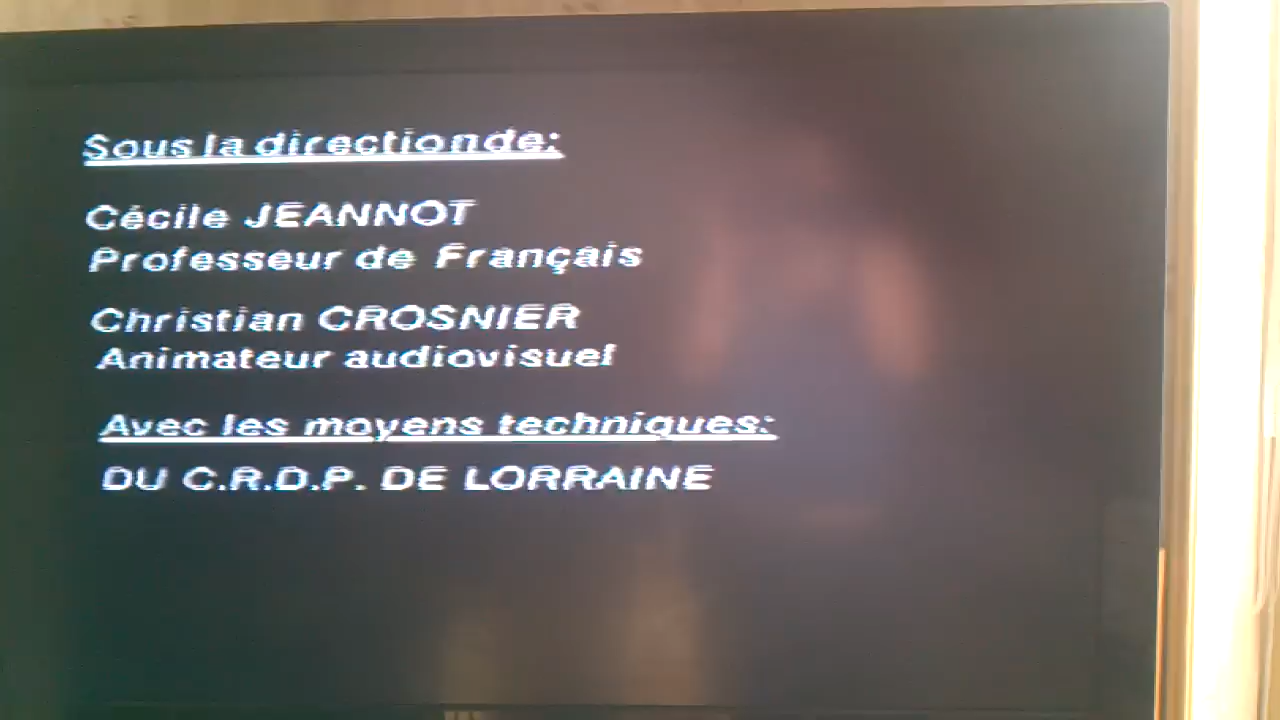 Sous la directionde:
Cécile JEANNOT
Professeur de Français
Christian CROSNIER
Animateur audiovisuel
Avec les moyens techniques:
DU C.R.D.P. DE LORRAINE